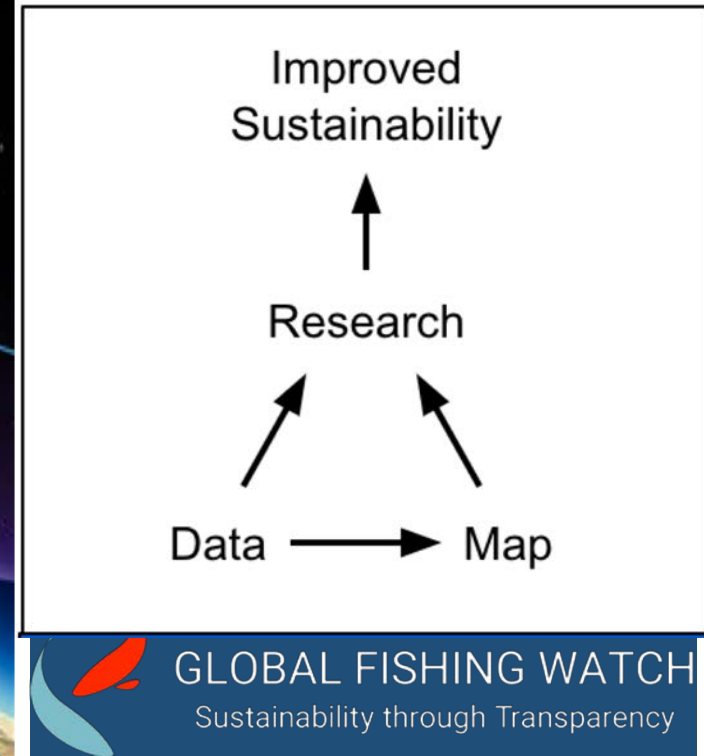 Improved
Sustainability
Research
Data Map
GLOBAL FISHING WATCH
Sustainability through Transparency